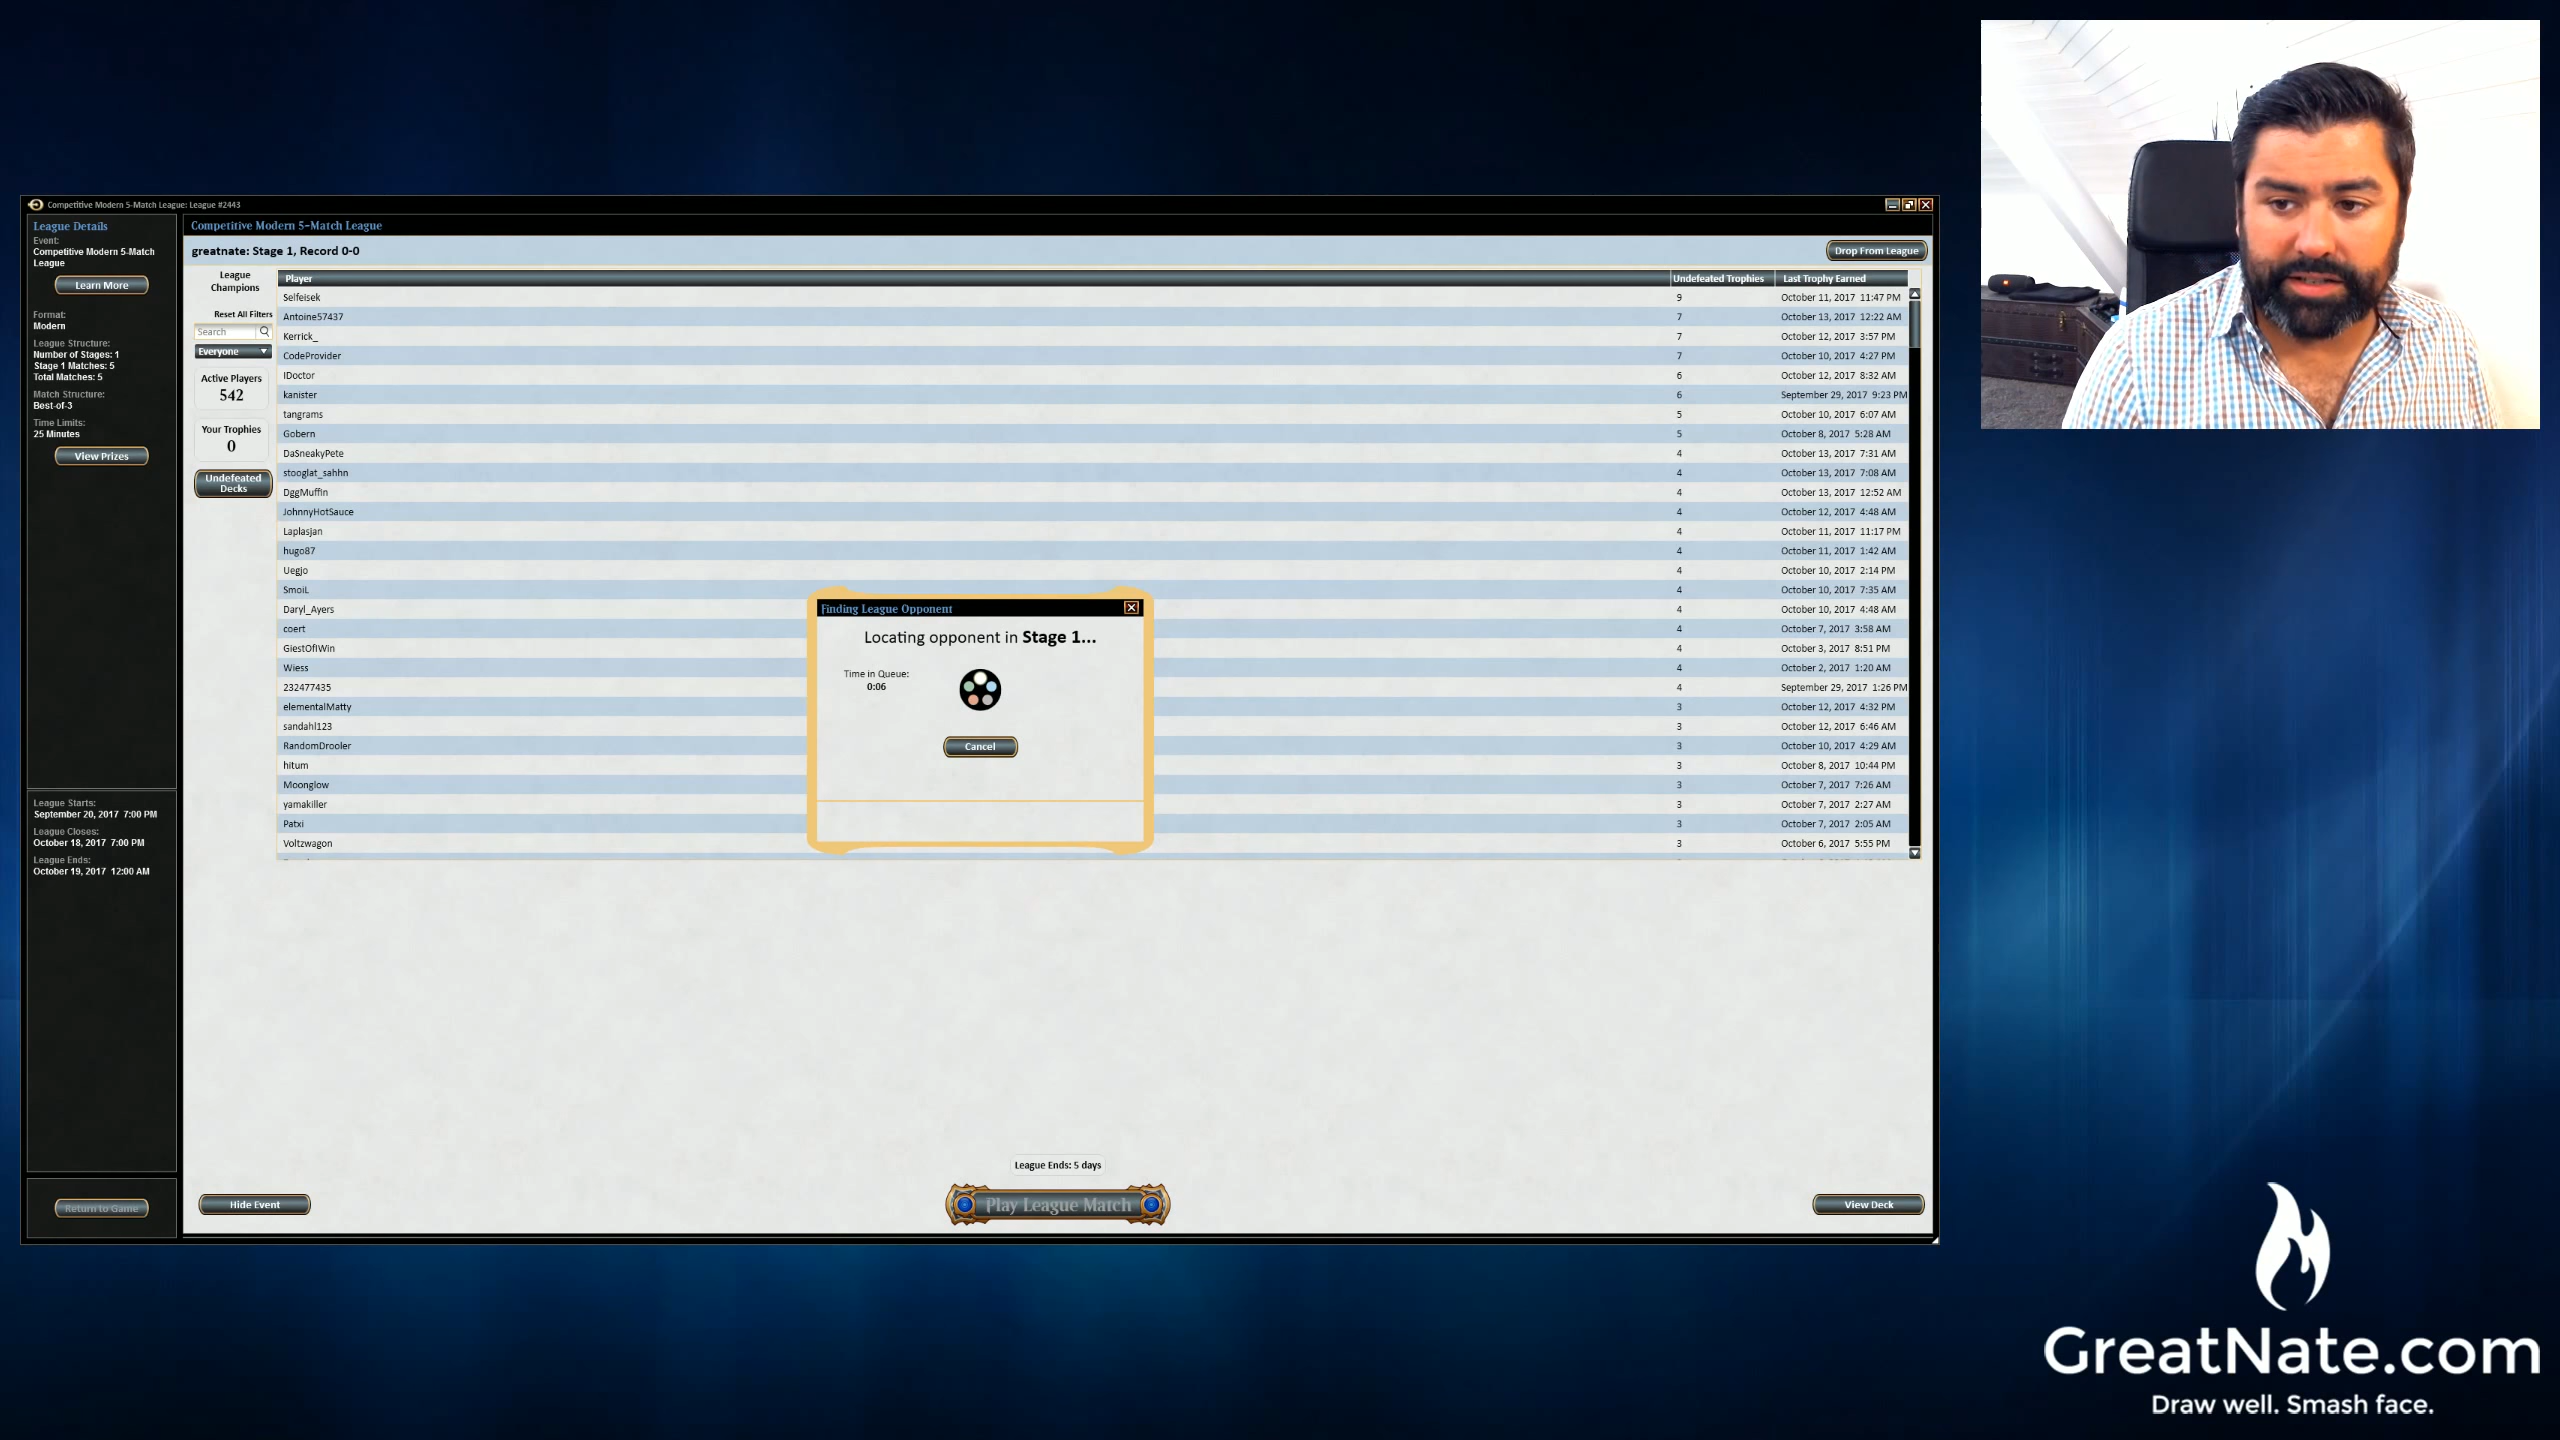 Competitive Modern 5-Match League: League #2443
League Details
Event:
Competitive Modern 5-Match
League
Learn More
Format:
Modern
League Structure:
Number of Stages: 1
Stage 1 Matches: 5
Total Matches: 5
Match Structure:
Best-of-3
Time Limits:
25 Minutes
View Prizes
League Starts:
September 20, 2017 7:00 PM
League Closes:
October 18, 2017 7:00 PM
League Ends:
October 19, 2017 12:00 AM
Return to Game
Competitive Modern 5-Match League
greatnate: Stage 1, Record 0-0
Drop From League
League
Champions
Reset All Filters
Search
Everyone
Active Players
542
Your Trophies
0
Undefeated
Decks
Player Undefeated Trophies Last Trophy Earned
Selfeisek 9 October 11, 2017 11:47 PM
Antoine57437 7 October 13, 2017 12:22 AM
Kerrick_ 7 October 12, 2017 3:57 PM
CodeProvider 7 October 10, 2017 4:27 PM
IDoctor 6 October 12, 2017 8:32 AM
kanister 6 September 29, 2017 9:23 PM
tangrams 5 October 10, 2017 6:07 AM
Gobern 5 October 8, 2017 5:28 AM
DaSneakyPete 4 October 13, 2017 7:31 AM
stooglat_sahhn 4 October 13, 2017 7:08 AM
DggMuffin 4 October 13, 2017 12:52 AM
JohnnyHotSauce 4 October 12, 2017 4:48 AM
Laplasjan 4 October 11, 2017 11:17 PM
hugo87 4 October 11, 2017 1:42 AM
Uegjo 4 October 10, 2017 2:14 PM
SmoiL 4 October 10, 2017 7:35 AM
Daryl_Ayers 4 October 10, 2017 4:48 AM
coert 4 October 7, 2017 3:58 AM
GiestOfIWin 4 October 3, 2017 8:51 PM
Wiess 4 October 2, 2017 1:20 AM
232477435 4 September 29, 2017 1:26 PM
elementalMatty 3 October 12, 2017 4:32 PM
sandahl123 3 October 12, 2017 6:46 AM
RandomDrooler 3 October 10, 2017 4:29 AM
hitum 3 October 8, 2017 10:44 PM
Moonglow 3 October 7, 2017 7:26 AM
yamakiller 3 October 7, 2017 2:27 AM
Patxi 3 October 7, 2017 2:05 AM
Voltzwagon 3 October 6, 2017 5:55 PM
Finding League Opponent
Locating opponent in Stage 1...
Time in Queue:
0:06
Cancel
League Ends: 5 days
Hide Event
Play League Match
View Deck
GreatNate.com
Draw well. Smash face.